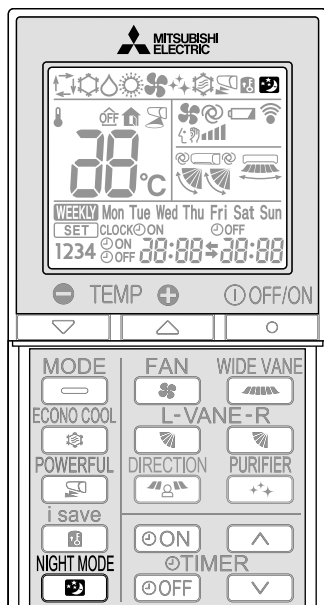 MITSUBISHI
ELECTRIC
OFF
88 °C
WEEKLY Mon Tue Wed Thu Fri Sat Sun
SET CLOCK ON OFF
1234 ON OFF 88:88 88:88
TEMP OFF/ON
MODE FAN WIDE VANE
ECONO COOL L-VANE-R
POWERFUL DIRECTION PURIFIER
i save
ON
NIGHT MODE TIMER
OFF